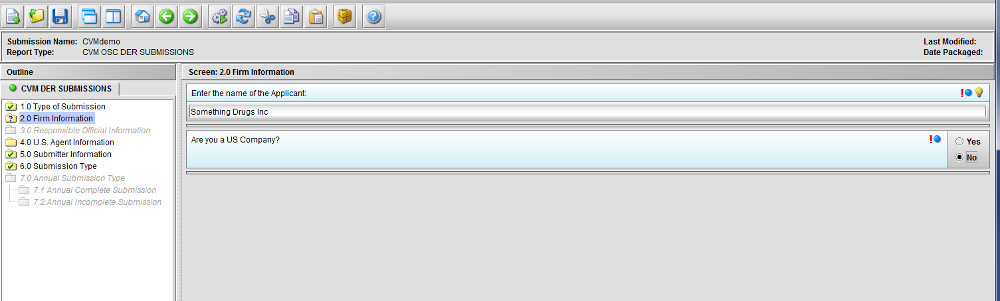 Submission Name: CVMdemo
Last Modified:
Report Type: CVM OSC DER SUBMISSIONS
Date Packaged:
Outline
CVM DER SUBMISSIONS
1.0 Type of Submission
2.0 Firm Information
3.0 Responsible Official Information
4.0 U.S. Agent Information
5.0 Submitter Information
6.0 Submission Type
7.0 Annual Submission Type
7.1 Annual Complete Submission
7.2 Annual Incomplete Submission
Screen: 2.0 Firm Information
Enter the name of the Applicant:
Something Drugs Inc
Are you a US Company?
Yes
No